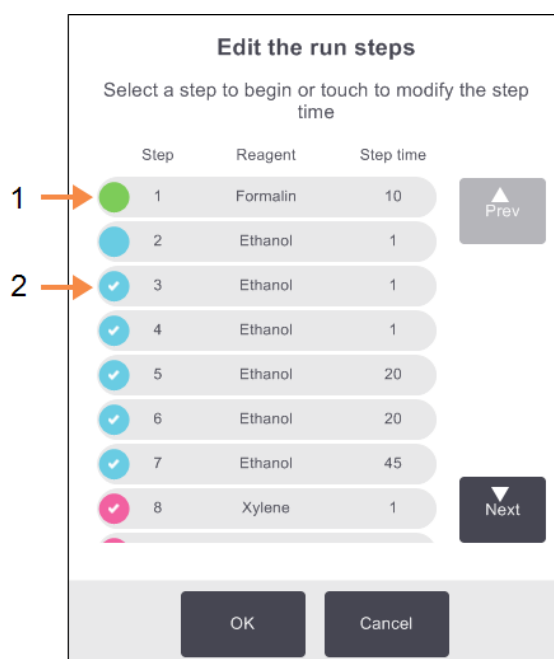 Edit the run steps
Select a step to begin or touch to modify the step
time
Step Reagent Step time
1 1 Formalin 10
Prev
2 Ethanol 1
2 3 Ethanol 1
4 Ethanol 1
5 Ethanol 20
6 Ethanol 20
7 Ethanol 45
8 Xylene 1
Next
OK Cancel